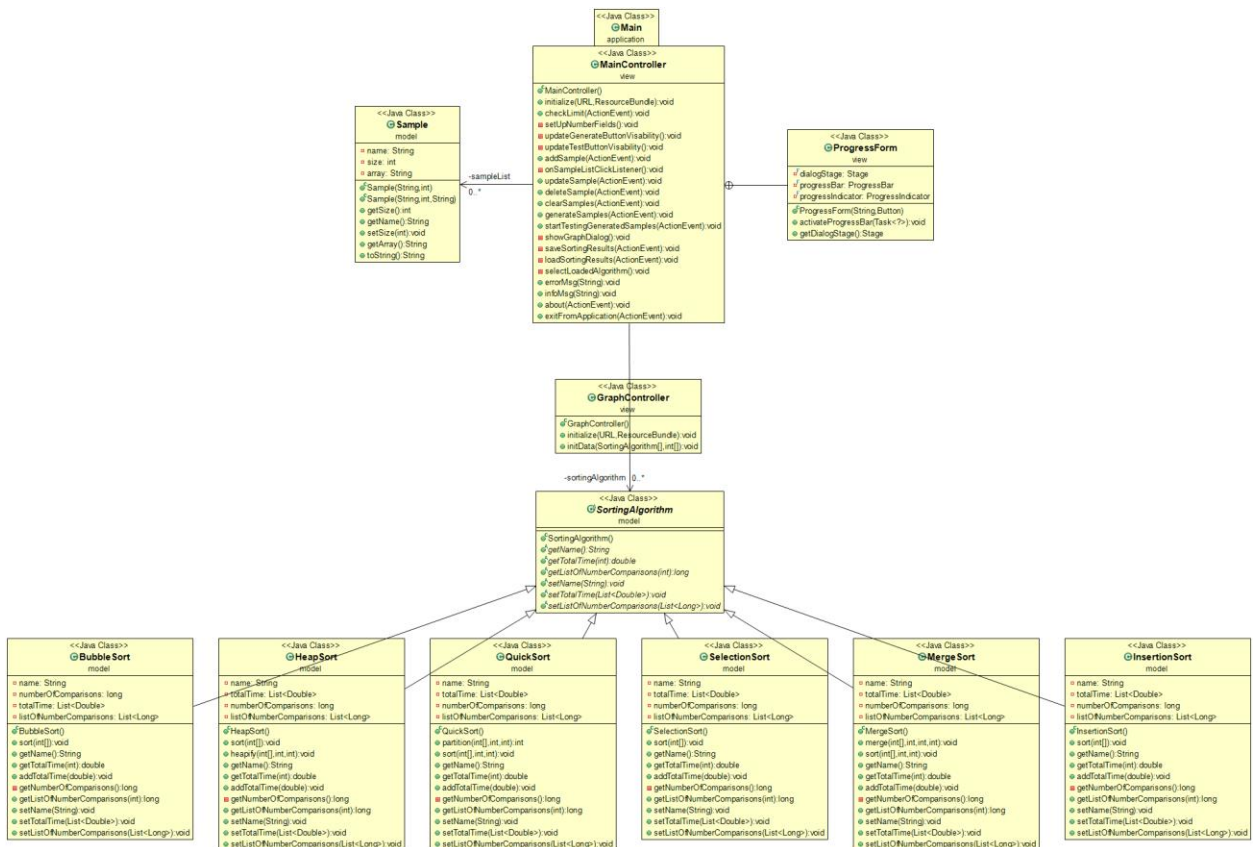 <<Java Class>>
Main
application
<<Java Class>>
MainController
view
MainController()
initialize(URL,ResourceBundle):void
checkLimit(ActionEvent):void
setUpNumberFields():void
updateGenerateButtonVisability():void
updateTestButtonVisability():void
addSample(ActionEvent):void
onSampleListClickListener():void
updateSample(ActionEvent):void
deleteSample(ActionEvent):void
clearSamples(ActionEvent):void
generateSamples(ActionEvent):void
startTestingGeneratedSamples(ActionEvent):void
showGraphDialog():void
saveSortingResults(ActionEvent):void
loadSortingResults(ActionEvent):void
selectLoadedAlgorithm():void
errorMsg(String):void
infoMsg(String):void
about(ActionEvent):void
exitFromApplication(ActionEvent):void
<<Java Class>>
Sample
model
name: String
size: int
array: String
Sample(String,int)
Sample(String,int,String)
getSize():int
getName():String
setSize(int):void
getArray():String
toString():String
-sampleList
0..*
<<Java Class>>
ProgressForm
view
dialogStage: Stage
progressBar: ProgressBar
progressIndicator: ProgressIndicator
ProgressForm(String,Button)
activateProgressBar(Task<?>):void
getDialogStage():Stage
<<Java Class>>
GraphController
view
GraphController()
initialize(URL,ResourceBundle):void
initData(SortingAlgorithm[],int[]):void
-sortingAlgorithm 0..*
<<Java Class>>
SortingAlgorithm
model
SortingAlgorithm()
getName():String
getTotalTime(int):double
getListOfNumberComparisons(int):long
setName(String):void
setTotalTime(List<Double>):void
setListOfNumberComparisons(List<Long>):void
<<Java Class>>
BubbleSort
model
name: String
numberOfComparisons: long
totalTime: List<Double>
listOfNumberComparisons: List<Long>
BubbleSort()
sort(int[]):void
getName():String
getTotalTime(int):double
addTotalTime(double):void
getNumberOfComparisons():long
getListOfNumberComparisons(int):long
setName(String):void
setTotalTime(List<Double>):void
setListOfNumberComparisons(List<Long>):void
<<Java Class>>
HeapSort
model
name: String
totalTime: List<Double>
numberOfComparisons: long
listOfNumberComparisons: List<Long>
HeapSort()
sort(int[]):void
heapify(int[],int,int):void
getName():String
getTotalTime(int):double
addTotalTime(double):void
getNumberOfComparisons():long
getListOfNumberComparisons(int):long
setName(String):void
setTotalTime(List<Double>):void
setListOfNumberComparisons(List<Long>):void
<<Java Class>>
QuickSort
model
name: String
totalTime: List<Double>
numberOfComparisons: long
listOfNumberComparisons: List<Long>
QuickSort()
partition(int[],int,int):int
sort(int[],int,int):void
getName():String
getTotalTime(int):double
addTotalTime(double):void
getNumberOfComparisons():long
getListOfNumberComparisons(int):long
setName(String):void
setTotalTime(List<Double>):void
setListOfNumberComparisons(List<Long>):void
<<Java Class>>
SelectionSort
model
name: String
totalTime: List<Double>
numberOfComparisons: long
listOfNumberComparisons: List<Long>
SelectionSort()
sort(int[]):void
getName():String
getTotalTime(int):double
addTotalTime(double):void
getNumberOfComparisons():long
getListOfNumberComparisons(int):long
setName(String):void
setTotalTime(List<Double>):void
setListOfNumberComparisons(List<Long>):void
<<Java Class>>
MergeSort
model
name: String
totalTime: List<Double>
numberOfComparisons: long
listOfNumberComparisons: List<Long>
MergeSort()
merge(int[],int,int,int):void
sort(int[],int,int):void
getName():String
getTotalTime(int):double
addTotalTime(double):void
getNumberOfComparisons():long
getListOfNumberComparisons(int):long
setName(String):void
setTotalTime(List<Double>):void
setListOfNumberComparisons(List<Long>):void
<<Java Class>>
InsertionSort
model
name: String
totalTime: List<Double>
numberOfComparisons: long
listOfNumberComparisons: List<Long>
InsertionSort()
sort(int[]):void
getName():String
getTotalTime(int):double
addTotalTime(double):void
getNumberOfComparisons():long
getListOfNumberComparisons(int):long
setName(String):void
setTotalTime(List<Double>):void
setListOfNumberComparisons(List<Long>):void